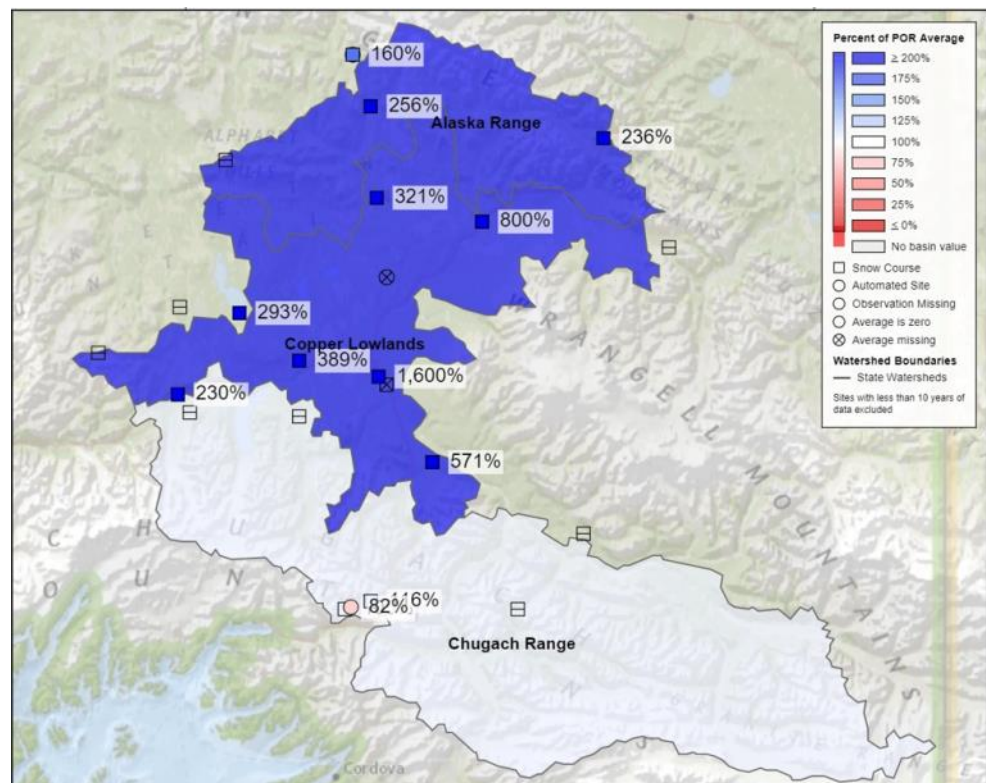 160%
256%
Alaska Range
236%
321%
800%
293%
Copper Lowlands
389%
1,600%
230%
571%
82%
Chugach Range
WRANGELL MOUNTAINS
Cordova
Percent of POR Average
≥ 200%
175%
150%
125%
100%
75%
50%
25%
≤ 0%
No basin value
Snow Course
Automated Site
Observation Missing
Average is zero
Average missing
Watershed Boundaries
State Watersheds
Sites with less than 10 years of
data excluded